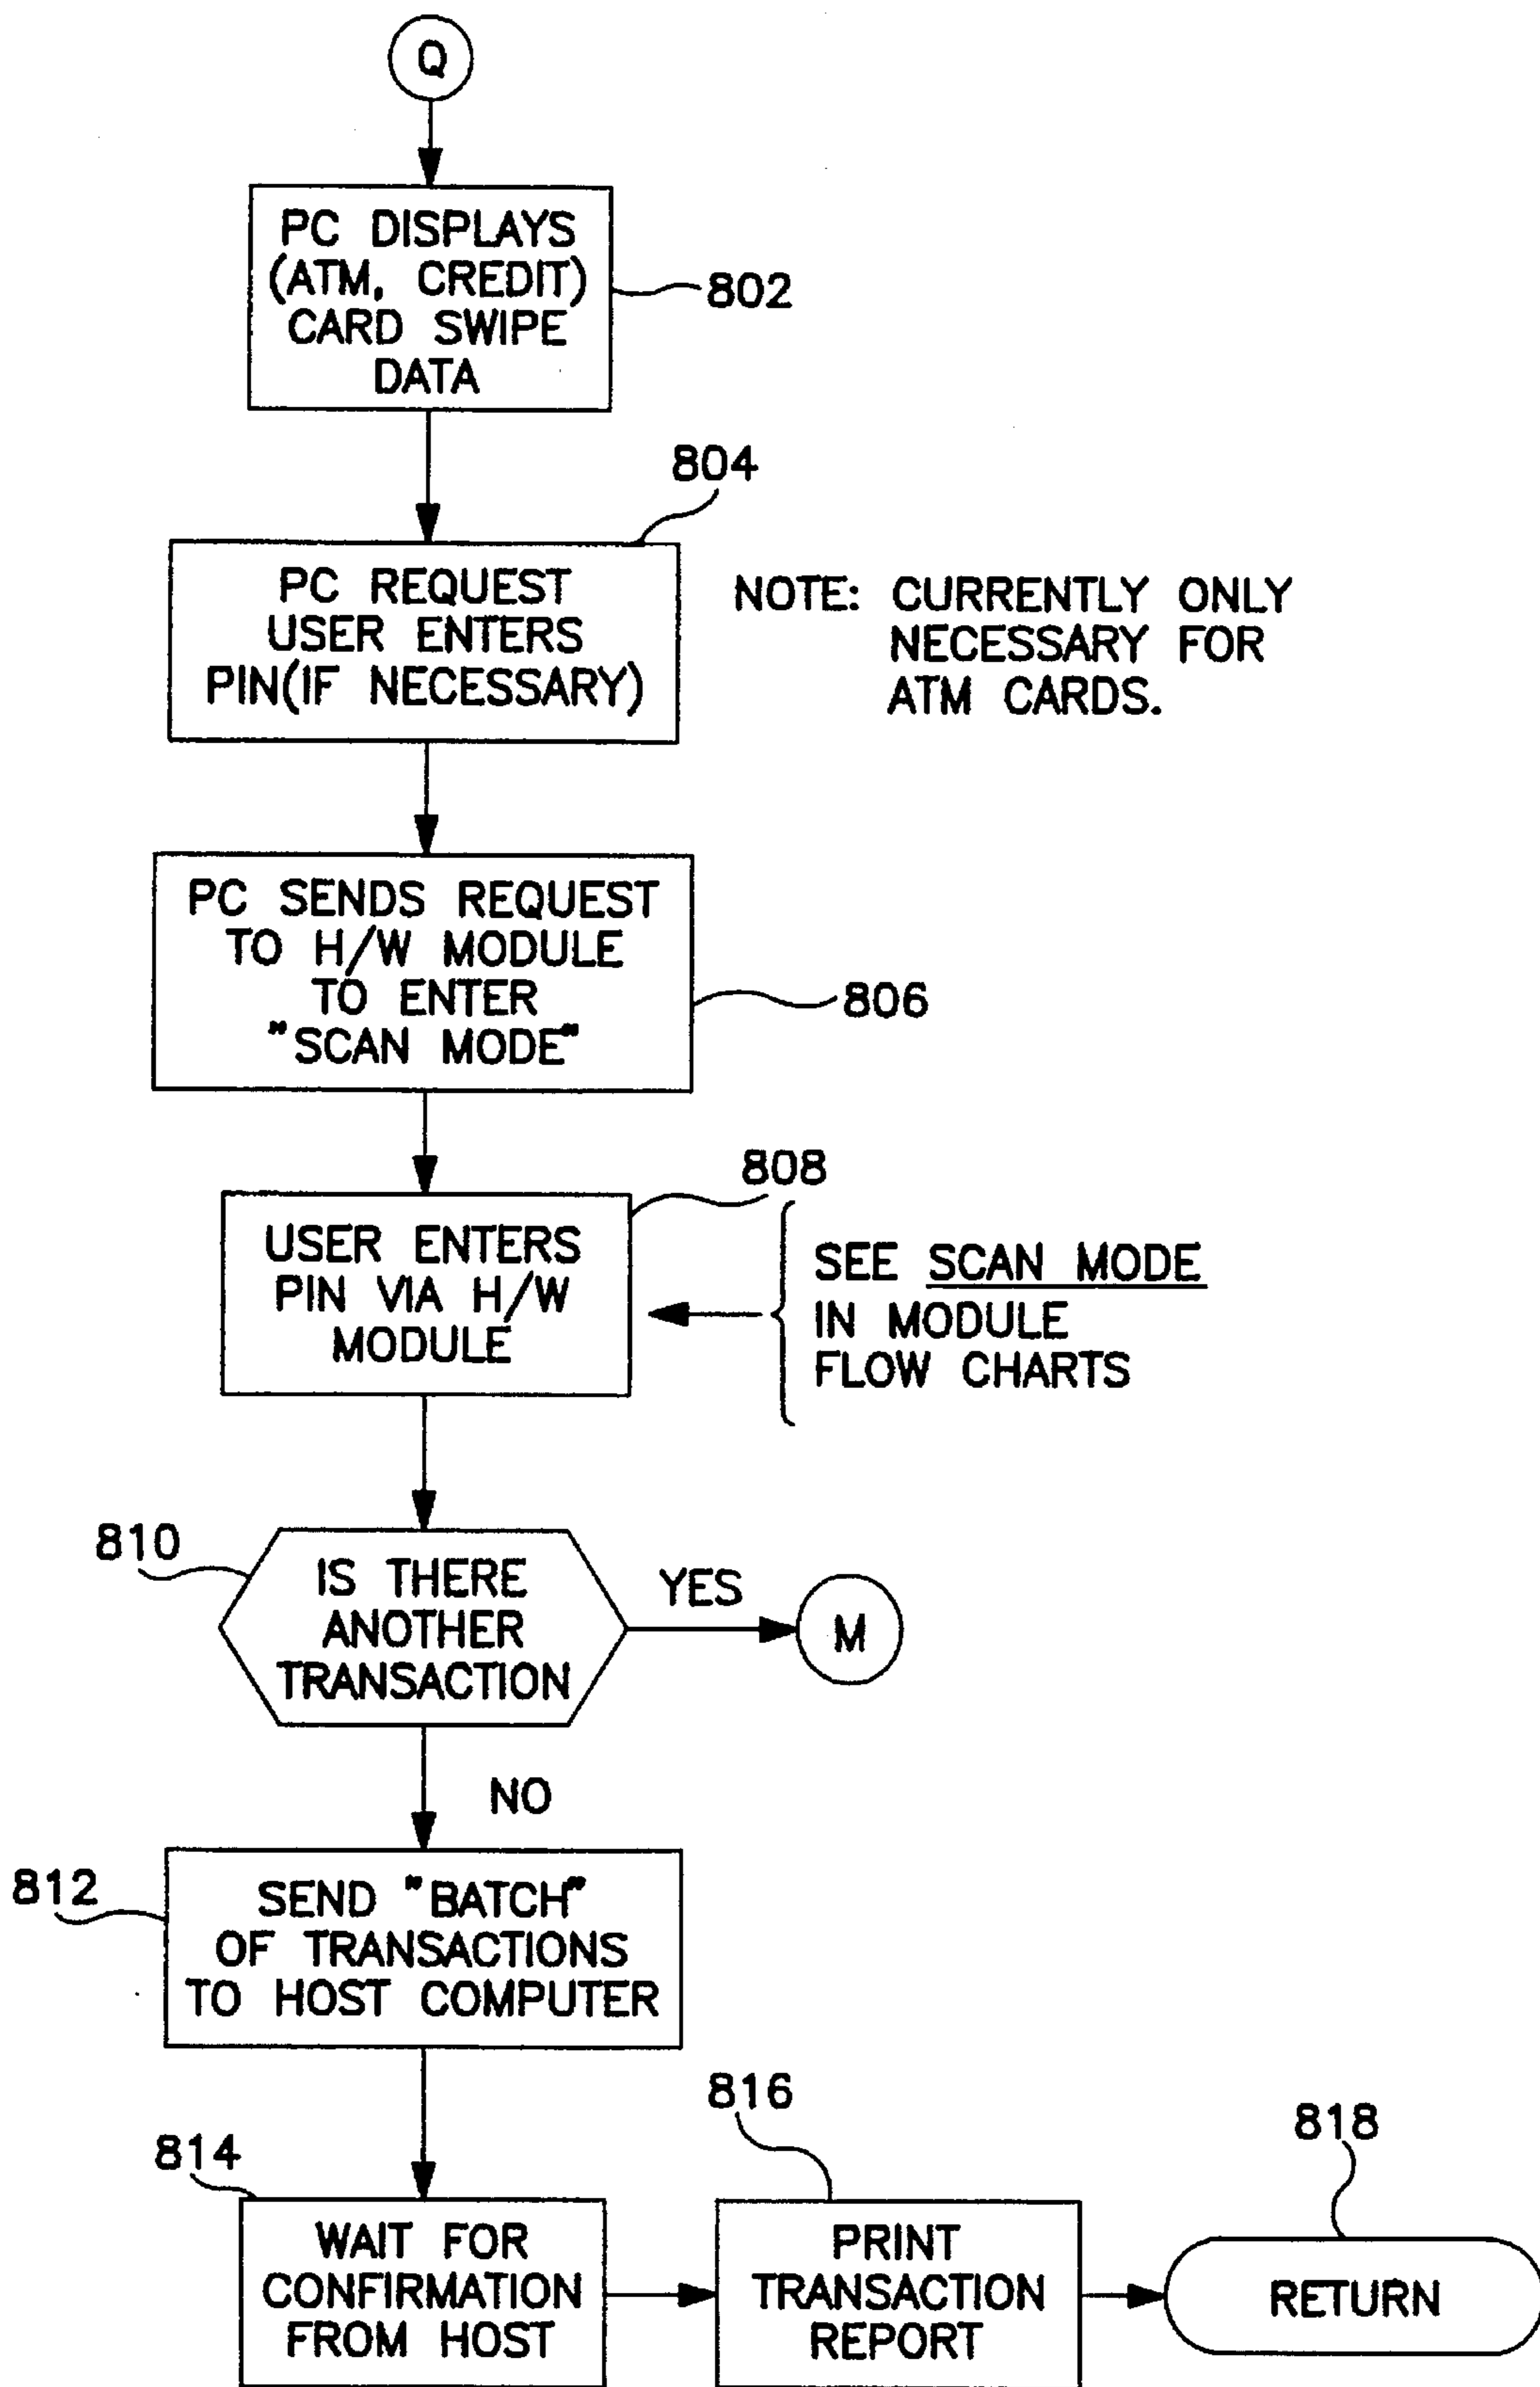 Q
PC DISPLAYS
(ATM, CREDIT)
CARD SWIPE
DATA
802
804
PC REQUEST
USER ENTERS
PIN(IF NECESSARY)
NOTE: CURRENTLY ONLY
NECESSARY FOR
ATM CARDS.
PC SENDS REQUEST
TO H/W MODULE
TO ENTER
"SCAN MODE"
806
808
USER ENTERS
PIN VIA H/W
MODULE
SEE SCAN MODE
IN MODULE
FLOW CHARTS
810
IS THERE
ANOTHER
TRANSACTION
YES
M
NO
812
SEND "BATCH"
OF TRANSACTIONS
TO HOST COMPUTER
814
WAIT FOR
CONFIRMATION
FROM HOST
816
PRINT
TRANSACTION
REPORT
818
RETURN